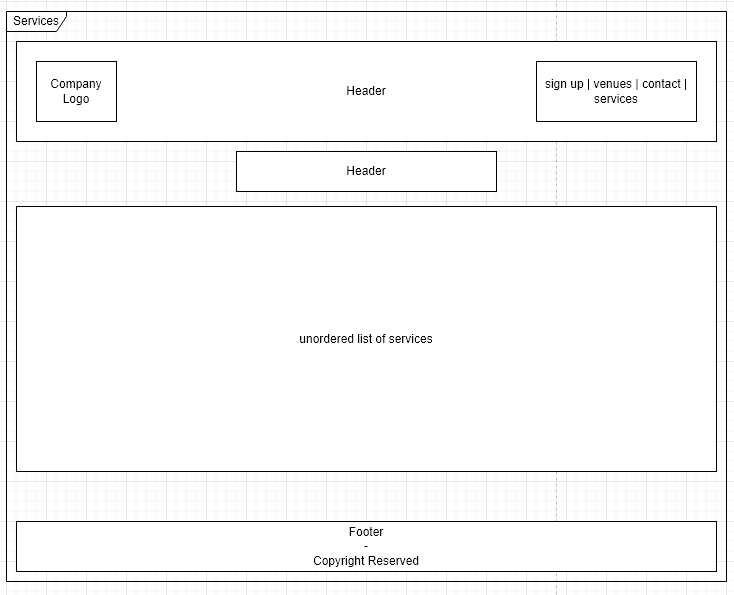 Services
Company
Logo
Header
sign up | venues | contact |
services
Header
unordered list of services
Footer
-
Copyright Reserved